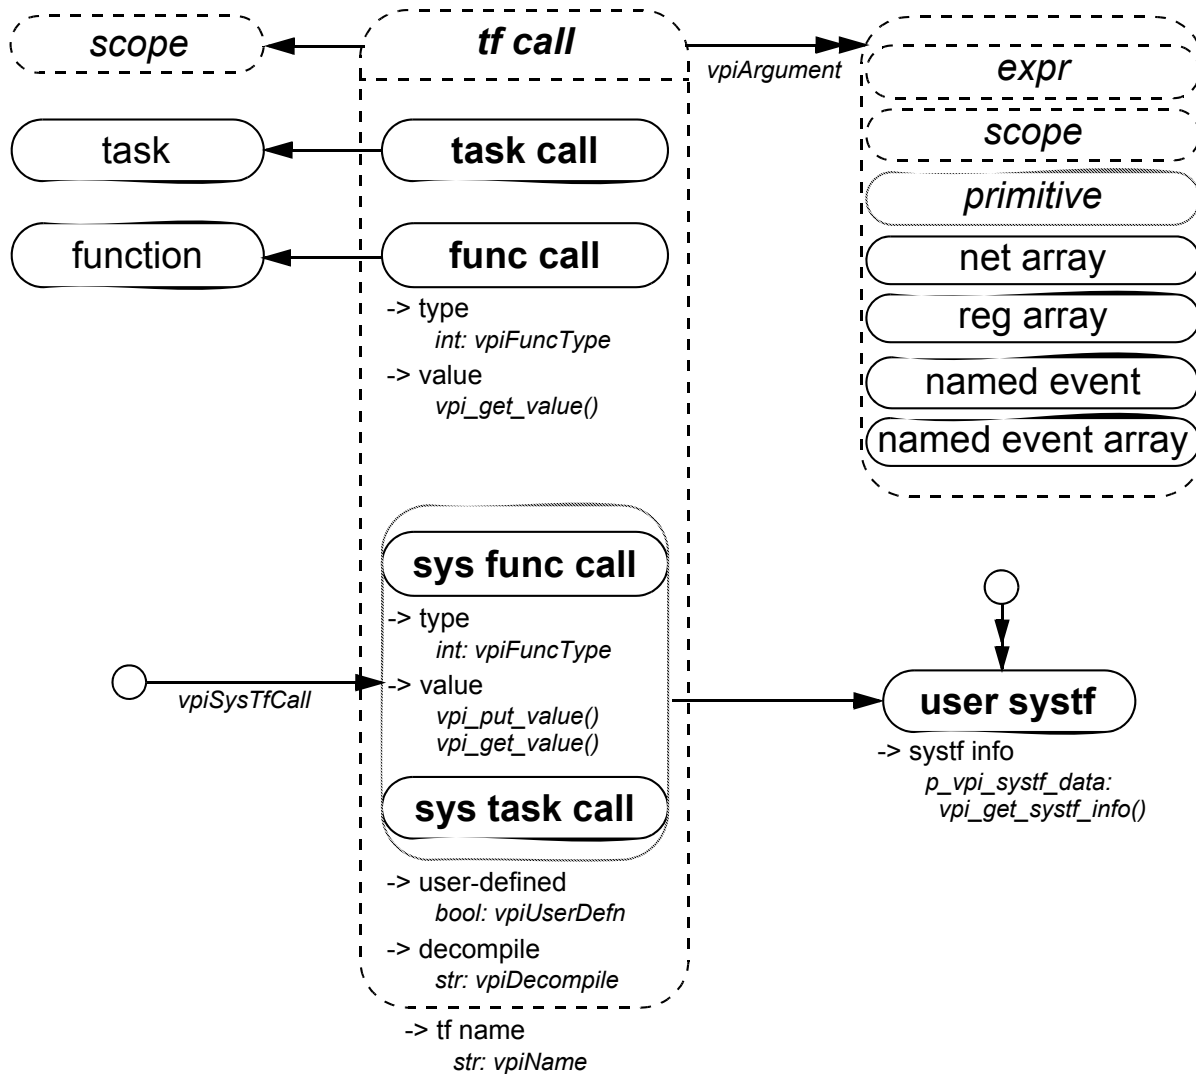 scope
tf call
vpiArgument
expr
scope
task
task call
primitive
function
func call
net array
-> type
int: vpiFuncType
reg array
-> value
vpi_get_value()
named event
named event array
sys func call
-> type
int: vpiFuncType
vpiSysTfCall
-> value
vpi_put_value()
vpi_get_value()
user systf
-> systf info
p_vpi_systf_data:
vpi_get_systf_info()
sys task call
-> user-defined
bool: vpiUserDefn
-> decompile
str: vpiDecompile
-> tf name
str: vpiName